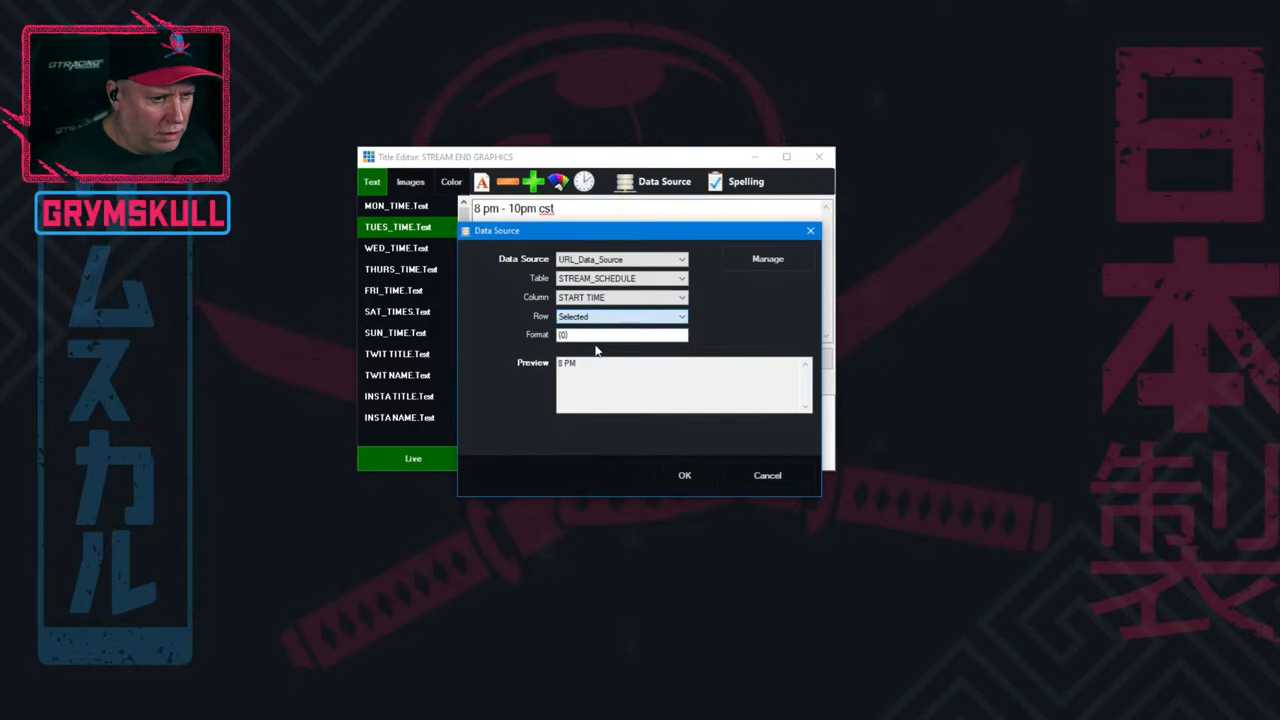 GTRACING
GRYMSKULL
ムスカル
日本製
Title Editor: STREAM END GRAPHICS
Text
Images
Color
Data Source
Spelling
MON_TIME.Text
TUES_TIME.Text
WED_TIME.Text
THURS_TIME.Text
FRI_TIME.Text
SAT_TIMES.Text
SUN_TIMES.Text
TWIT TITLE.Text
TWIT NAME.Text
INSTA TITLE.Text
INSTA NAME.Text
Live
8 pm - 10pm cst
Data Source
Data Source URL_Data_Source Manage
Table STREAM_SCHEDULE
Column START TIME
Row Selected
Format {0}
Preview 8 PM
OK Cancel